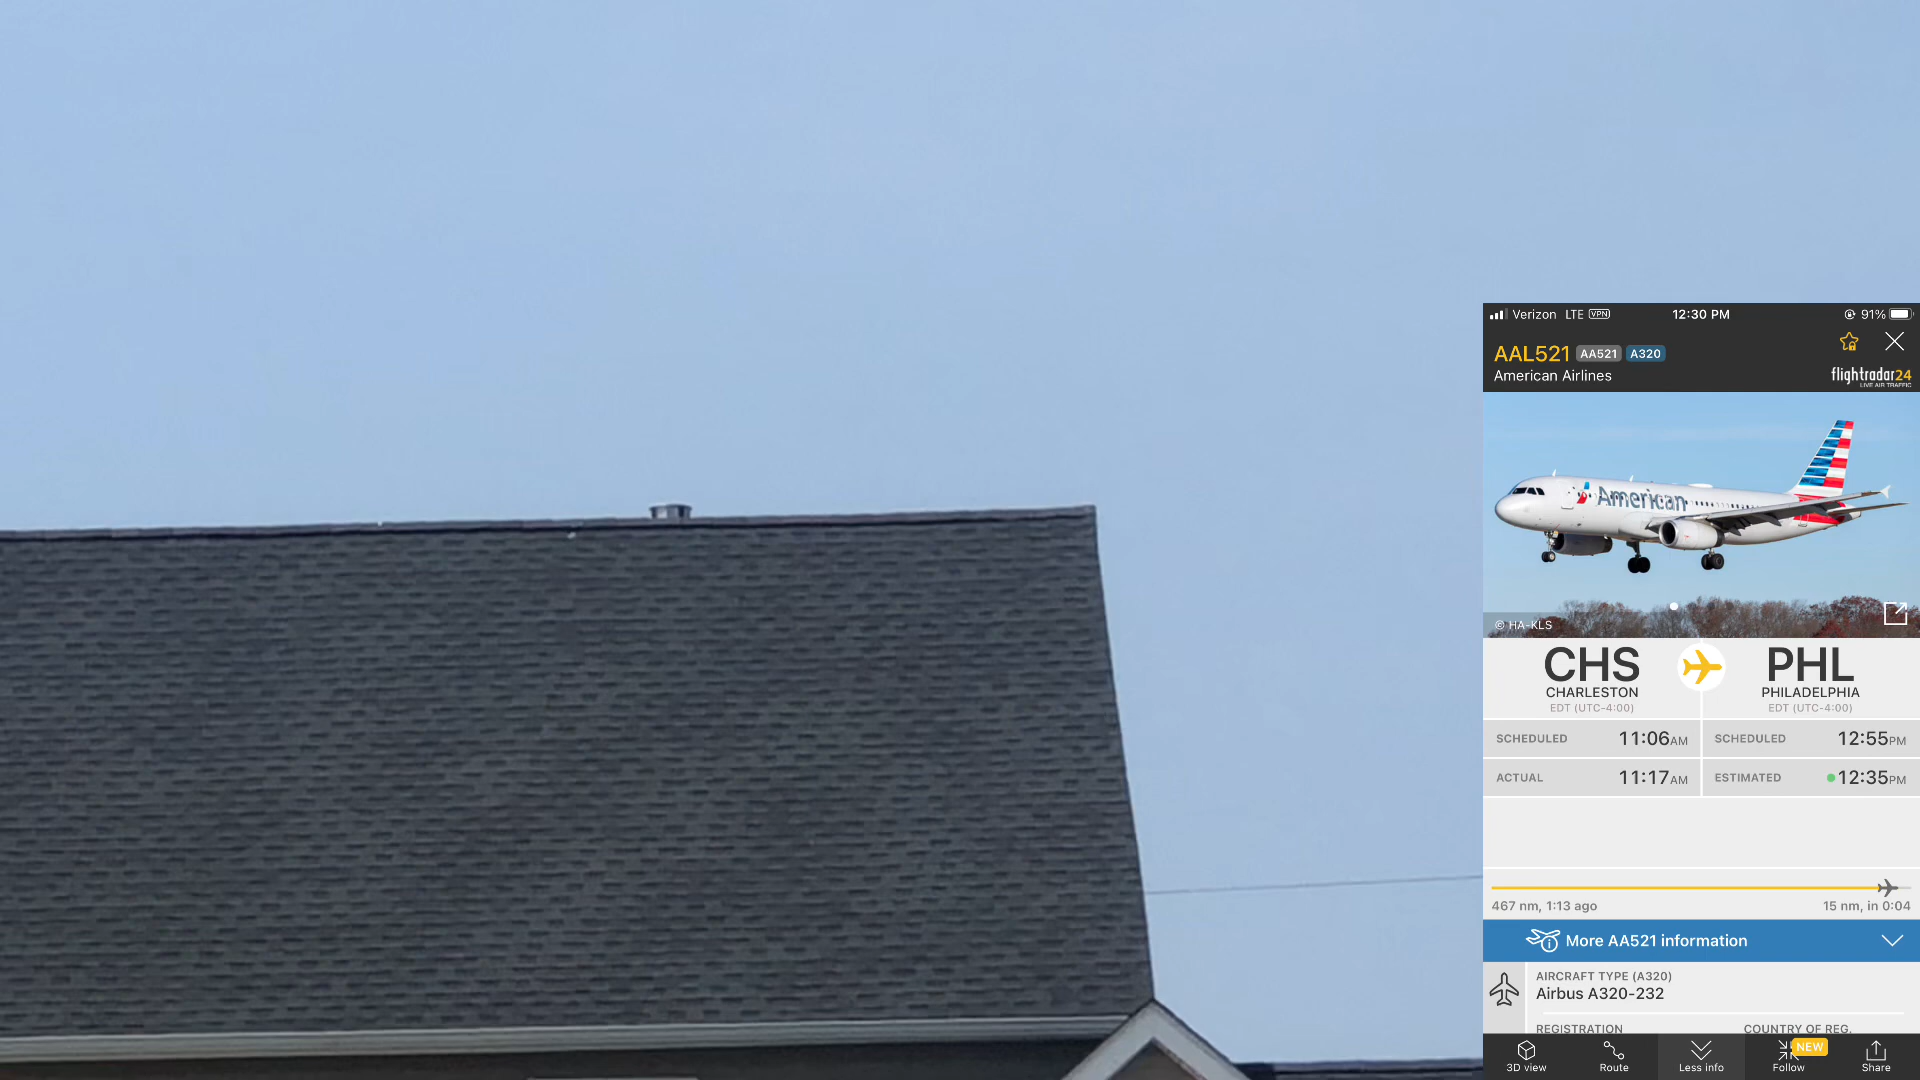 Verizon LTE VPN 12:30 PM 91%
AAL521 AA521 A320
American Airlines
flightradar24
LIVE AIR TRAFFIC
American
© HA-KLS
CHS PHL
CHARLESTON PHILADELPHIA
EDT (UTC-4:00) EDT (UTC-4:00)
SCHEDULED 11:06AM SCHEDULED 12:55PM
ACTUAL 11:17AM ESTIMATED 12:35PM
467 nm, 1:13 ago 15 nm, in 0:04
More AA521 information
AIRCRAFT TYPE (A320)
Airbus A320-232
REGISTRATION COUNTRY OF REG.
NEW
3D view Route Less info Follow Share